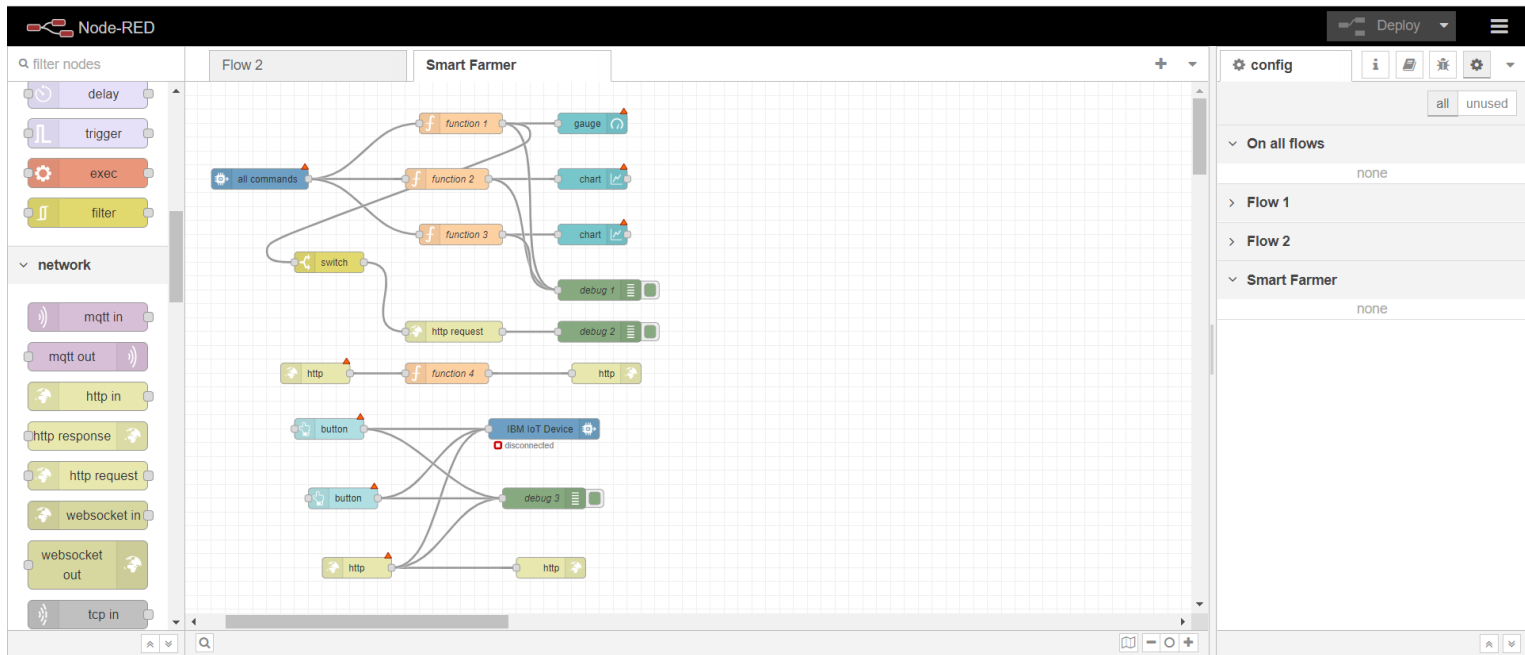 Node-RED
Deploy
filter nodes
Flow 2
Smart Farmer
config
i
all
unused
delay
trigger
exec
filter
network
mqtt in
mqtt out
http in
http response
http request
websocket in
websocket
out
tcp in
function 1
gauge
all commands
function 2
chart
function 3
chart
switch
debug 1
http request
debug 2
http
function 4
http
button
IBM IoT Device
disconnected
button
debug 3
http
http
On all flows
none
Flow 1
Flow 2
Smart Farmer
none